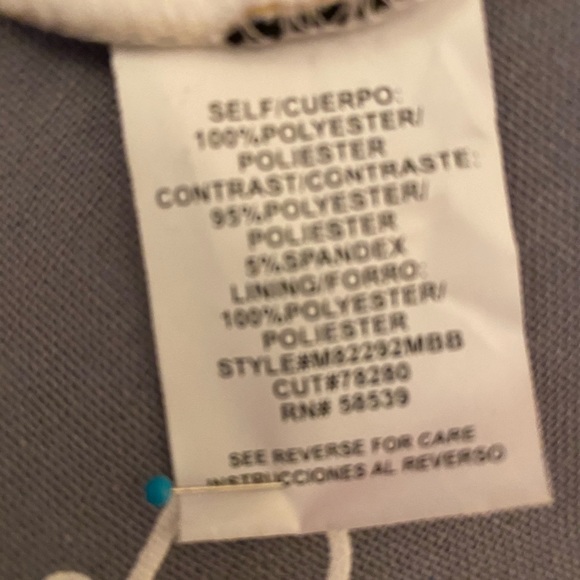 SELF/CUERPO:
100%POLYESTER/
POLIESTER
CONTRAST/CONTRASTE:
95%POLYESTER/
POLIESTER
5%SPANDEX
LINING/FORRO:
100%POLYESTER/
POLIESTER
STYLE#M82292MBB
CUT#78280
RN# 58539
SEE REVERSE FOR CARE
INSTRUCCIONES AL REVERSO